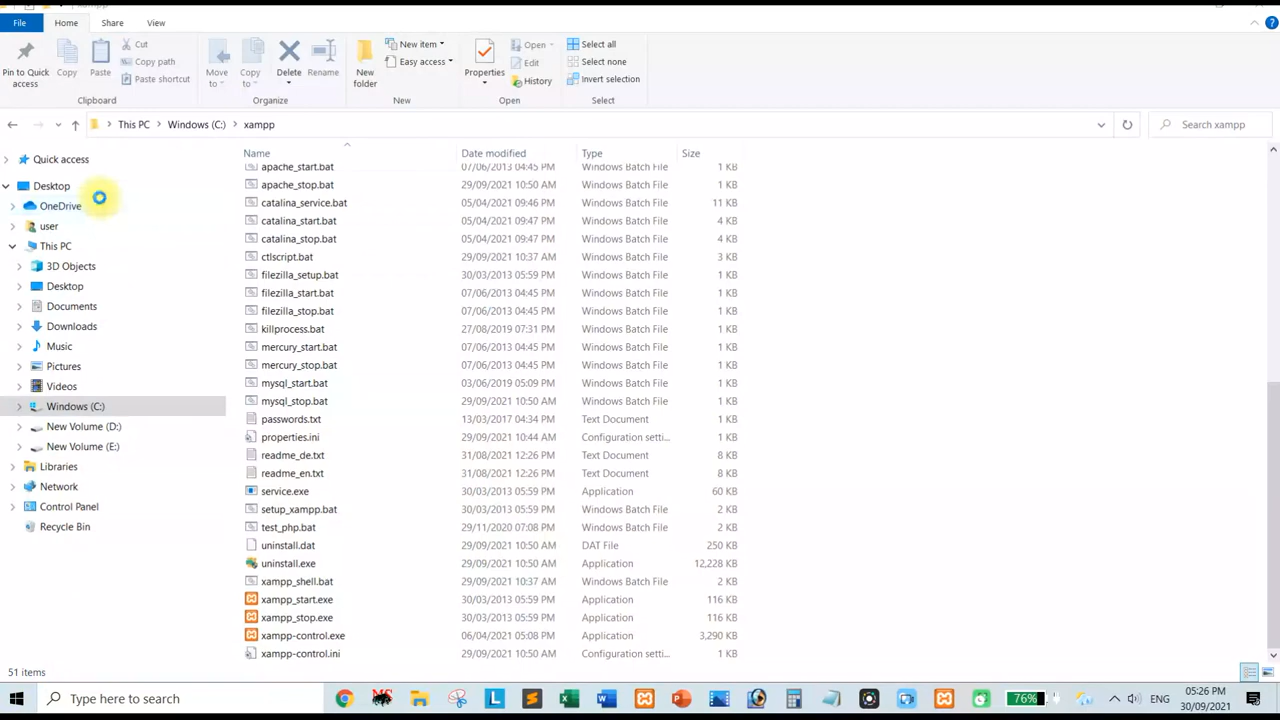 File Home Share View
Pin to Quick access
Copy
Paste
Cut
Copy path
Paste shortcut
Clipboard
Move to
Copy to
Delete
Rename
Organize
New folder
New item
Easy access
New
Properties
Open
Edit
History
Open
Select all
Select none
Invert selection
Select
This PC > Windows (C:) > xampp
Search xampp
Quick access
Desktop
OneDrive
user
This PC
3D Objects
Desktop
Documents
Downloads
Music
Pictures
Videos
Windows (C:)
New Volume (D:)
New Volume (E:)
Libraries
Network
Control Panel
Recycle Bin
Name Date modified Type Size
apache_start.bat 07/06/2013 04:45 PM Windows Batch File 1 KB
apache_stop.bat 29/09/2021 10:50 AM Windows Batch File 1 KB
catalina_service.bat 05/04/2021 09:46 PM Windows Batch File 11 KB
catalina_start.bat 05/04/2021 09:47 PM Windows Batch File 4 KB
catalina_stop.bat 05/04/2021 09:47 PM Windows Batch File 4 KB
ctlscript.bat 29/09/2021 10:37 AM Windows Batch File 3 KB
filezilla_setup.bat 30/03/2013 05:59 PM Windows Batch File 1 KB
filezilla_start.bat 07/06/2013 04:45 PM Windows Batch File 1 KB
filezilla_stop.bat 07/06/2013 04:45 PM Windows Batch File 1 KB
killprocess.bat 27/08/2019 07:31 PM Windows Batch File 1 KB
mercury_start.bat 07/06/2013 04:45 PM Windows Batch File 1 KB
mercury_stop.bat 07/06/2013 04:45 PM Windows Batch File 1 KB
mysql_start.bat 03/06/2019 05:09 PM Windows Batch File 1 KB
mysql_stop.bat 29/09/2021 10:50 AM Windows Batch File 1 KB
passwords.txt 13/03/2017 04:34 PM Text Document 1 KB
properties.ini 29/09/2021 10:44 AM Configuration setti... 1 KB
readme_de.txt 31/08/2021 12:26 PM Text Document 8 KB
readme_en.txt 31/08/2021 12:26 PM Text Document 8 KB
service.exe 30/03/2013 05:59 PM Application 60 KB
setup_xampp.bat 30/03/2013 05:59 PM Windows Batch File 2 KB
test_php.bat 29/11/2020 07:08 PM Windows Batch File 2 KB
uninstall.dat 29/09/2021 10:50 AM DAT File 250 KB
uninstall.exe 29/09/2021 10:50 AM Application 12,228 KB
xampp_shell.bat 29/09/2021 10:37 AM Windows Batch File 2 KB
xampp_start.exe 30/03/2013 05:59 PM Application 116 KB
xampp_stop.exe 30/03/2013 05:59 PM Application 116 KB
xampp-control.exe 06/04/2021 05:08 PM Application 3,290 KB
xampp-control.ini 29/09/2021 10:50 AM Configuration setti... 1 KB
51 items
Type here to search
76%
ENG
05:26 PM
30/09/2021